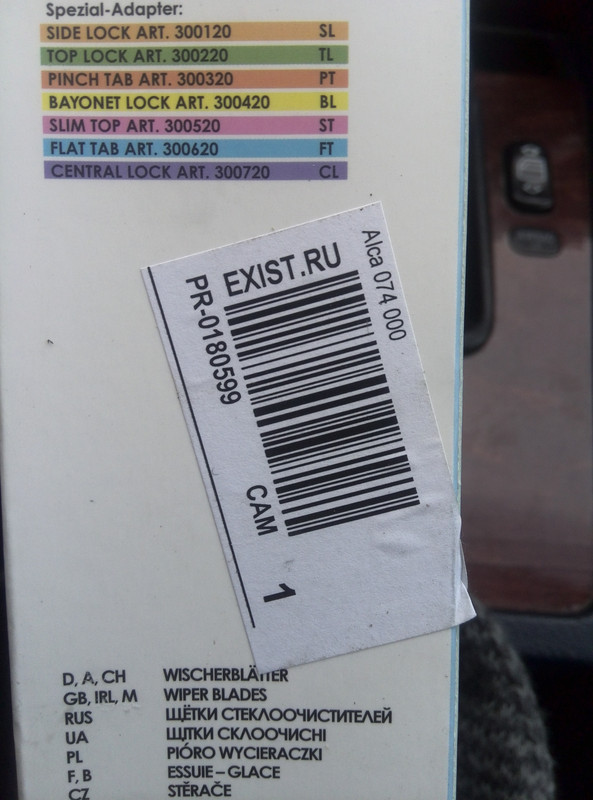 Spezial-Adapter:
SIDE LOCK ART. 300120 SL
TOP LOCK ART. 300220 TL
PINCH TAB ART. 300320 PT
BAYONET LOCK ART. 300420 BL
SLIM TOP ART. 300520 ST
FLAT TAB ART. 300620 FT
CENTRAL LOCK ART. 300720 CL
Alca 074 000
EXIST.RU
PR-0180599
CAM
1
D, A, CH WISCHERBLÄTTER
GB, IRL, M WIPER BLADES
RUS ЩЁТКИ СТЕКЛООЧИСТИТЕЛЕЙ
UA ЩІТКИ СКЛООЧИСНІ
PL PIÓRO WYCIERACZKI
F, B ESSUIE – GLACE
CZ STĚRAČE